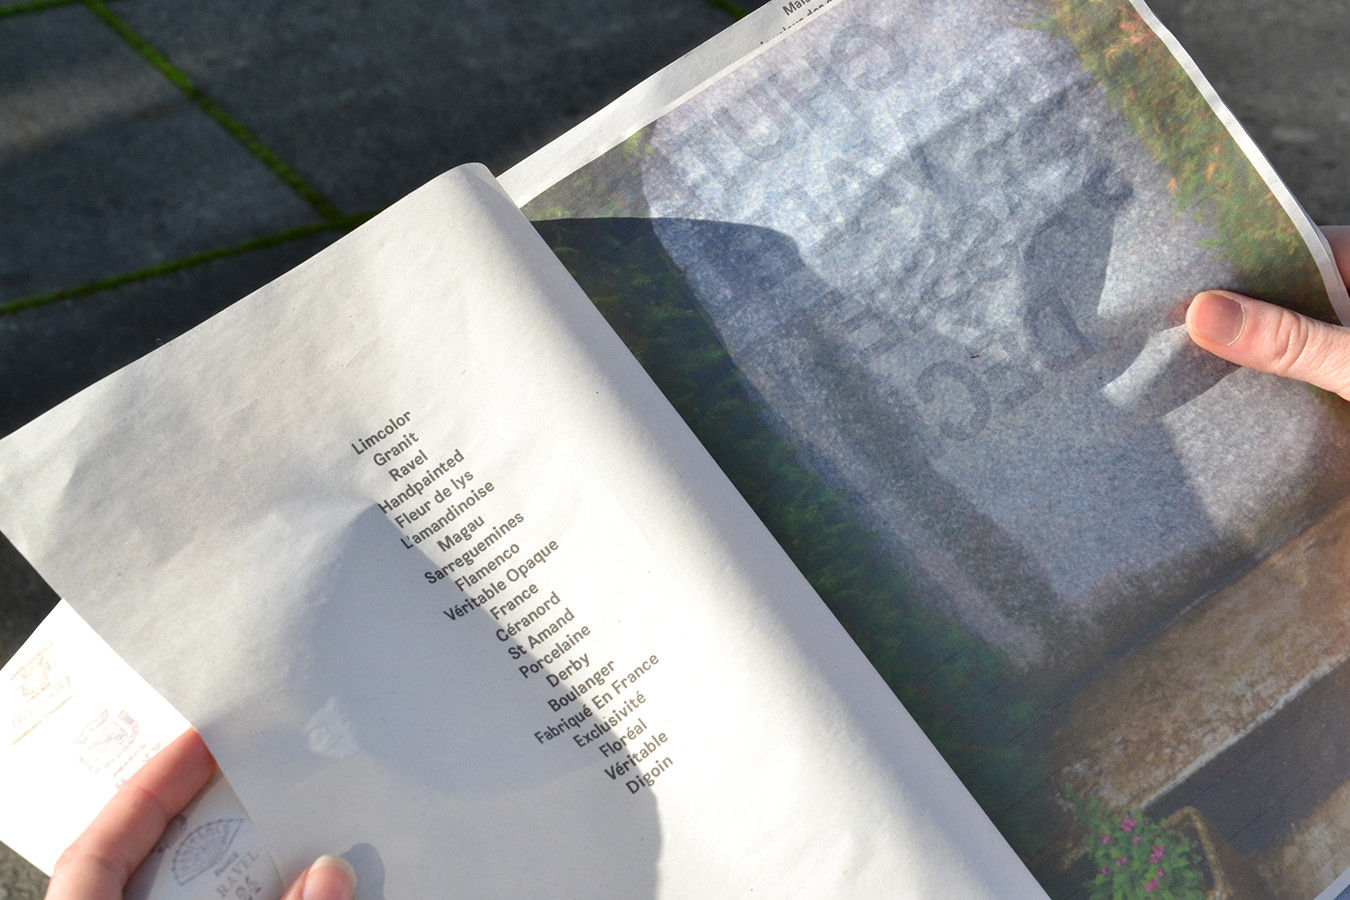 Limcolor
Granit
Ravel
Handpainted
Fleur de lys
L'amandinoise
Magau
Sarreguemines
Flamenco
Véritable Opaque
France
Céranord
St Amand
Porcelaine
Derby
Boulanger
Fabriqué En France
Exclusivité
Floréal
Véritable
Digoin
RAVEL